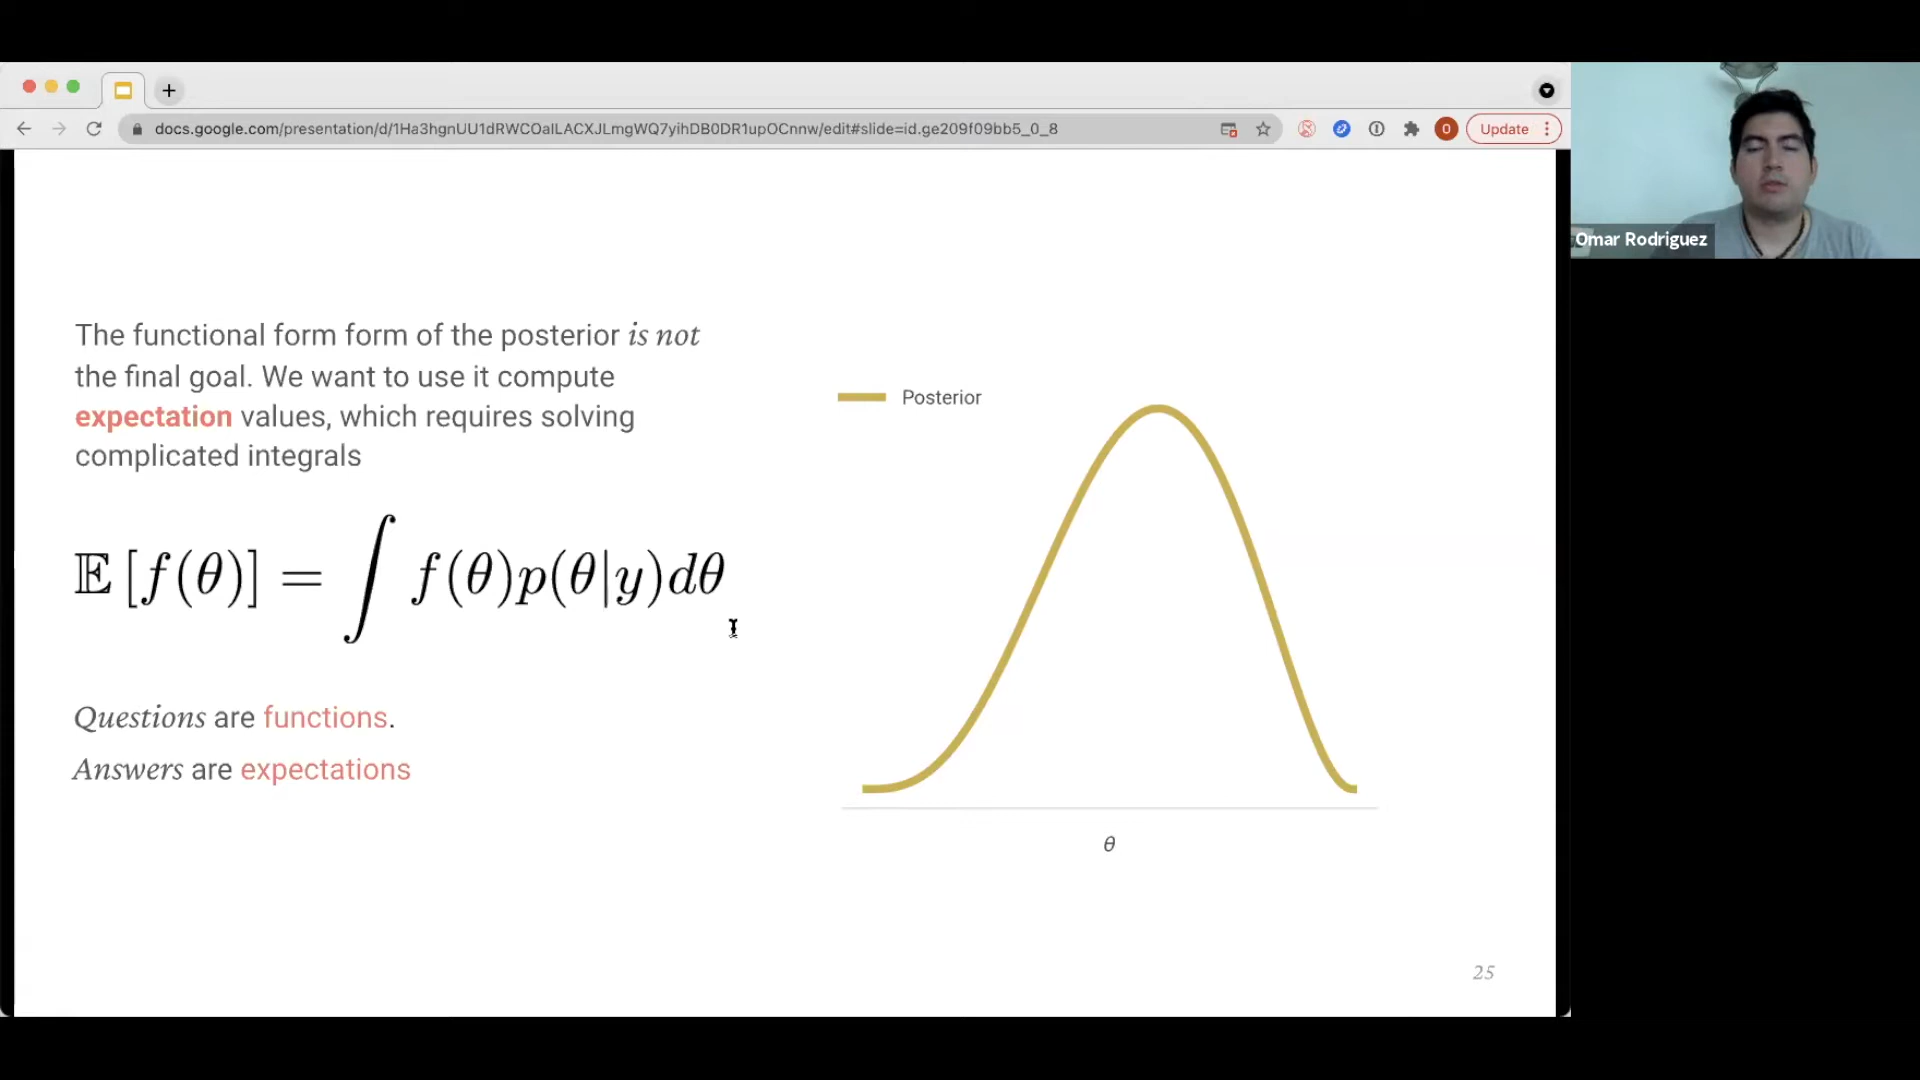 docs.google.com/presentation/d/1Ha3hgnUU1dRWCOalLACXJLmgWQ7yihDB0DR1upOCnnw/edit#slide=id.ge209f09bb5_0_8
O
Update
Omar Rodriguez
The functional form form of the posterior is not
the final goal. We want to use it compute
expectation values, which requires solving
complicated integrals
𝔼[f(θ)] = ∫ f(θ)p(θ|y)dθ
Questions are functions.
Answers are expectations
Posterior
θ
25